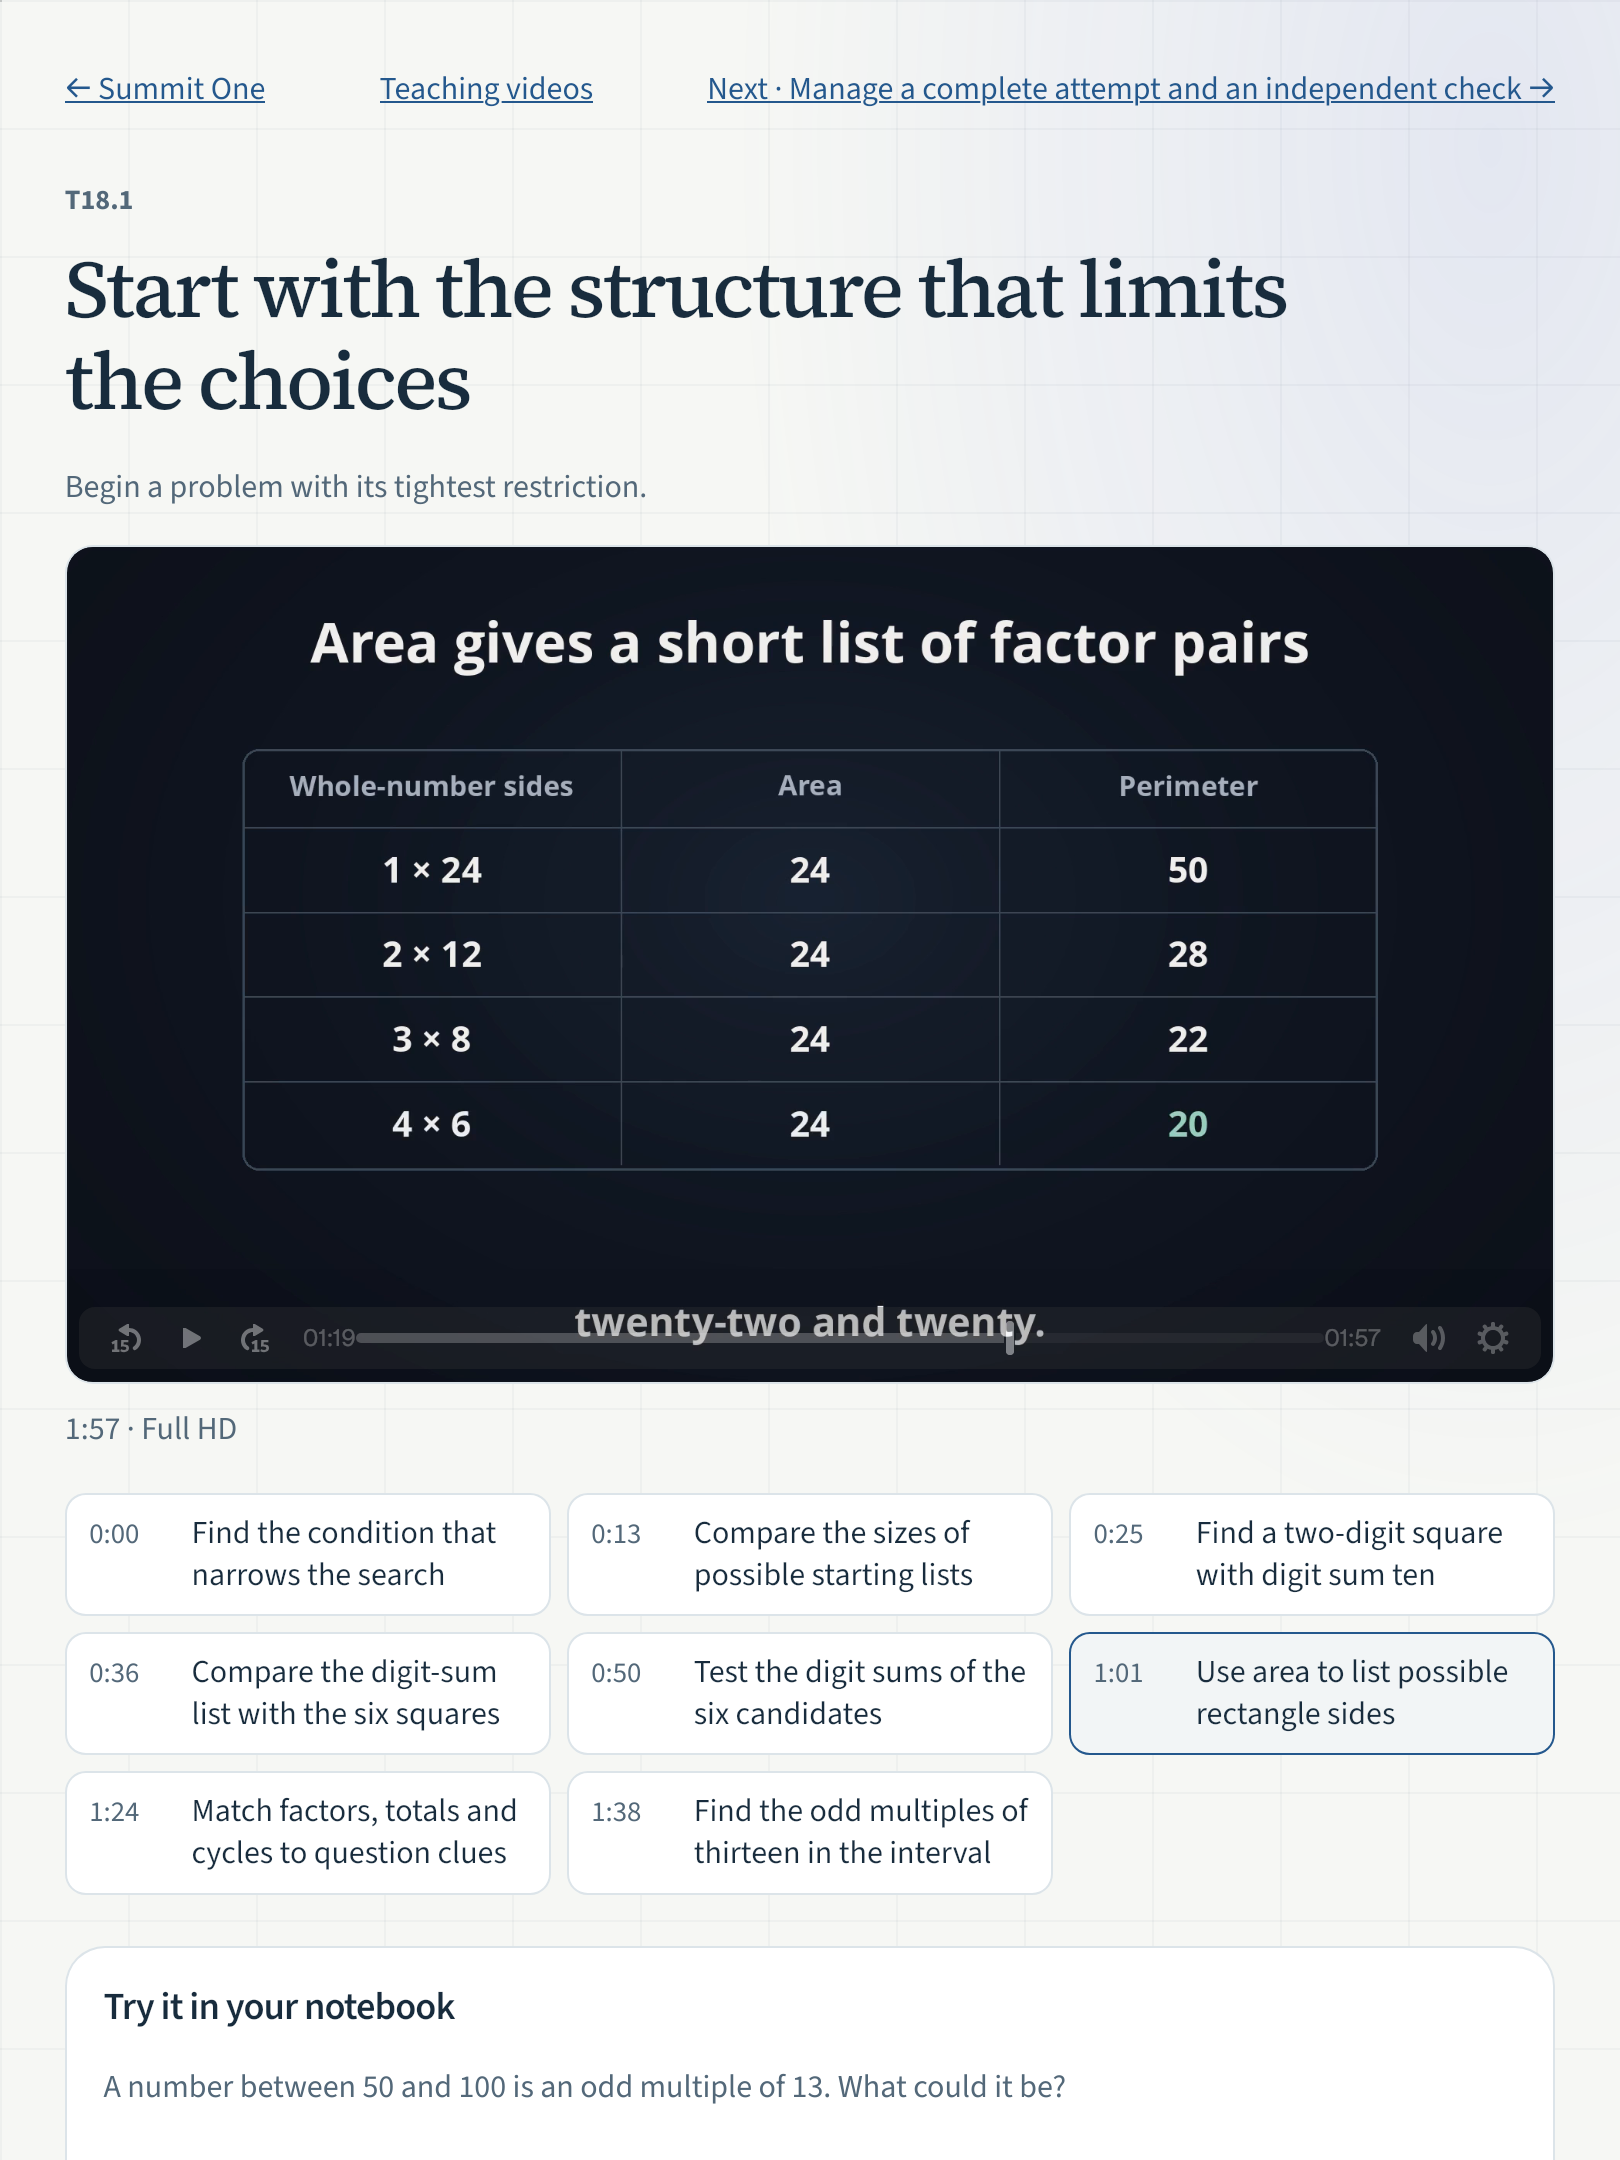 ← Summit One
Teaching videos
Next · Manage a complete attempt and an independent check →
T18.1
Start with the structure that limits
the choices
Begin a problem with its tightest restriction.
Area gives a short list of factor pairs
Whole-number sides Area Perimeter
1 × 24 24 50
2 × 12 24 28
3 × 8 24 22
4 × 6 24 20
twenty-two and twenty.
15 15 01:19 01:57
1:57 · Full HD
0:00 Find the condition that
narrows the search
0:13 Compare the sizes of
possible starting lists
0:25 Find a two-digit square
with digit sum ten
0:36 Compare the digit-sum
list with the six squares
0:50 Test the digit sums of the
six candidates
1:01 Use area to list possible
rectangle sides
1:24 Match factors, totals and
cycles to question clues
1:38 Find the odd multiples of
thirteen in the interval
Try it in your notebook
A number between 50 and 100 is an odd multiple of 13. What could it be?